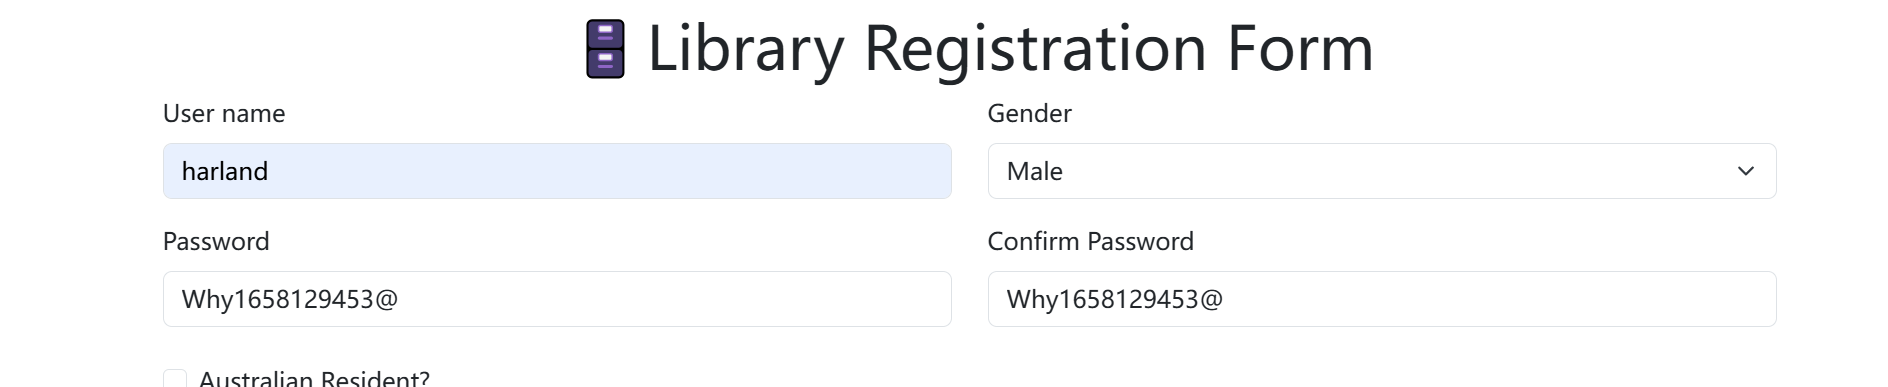 Library Registration Form
User name
Gender
harland
Male
Password
Confirm Password
Why1658129453@
Why1658129453@
Australian Resident?